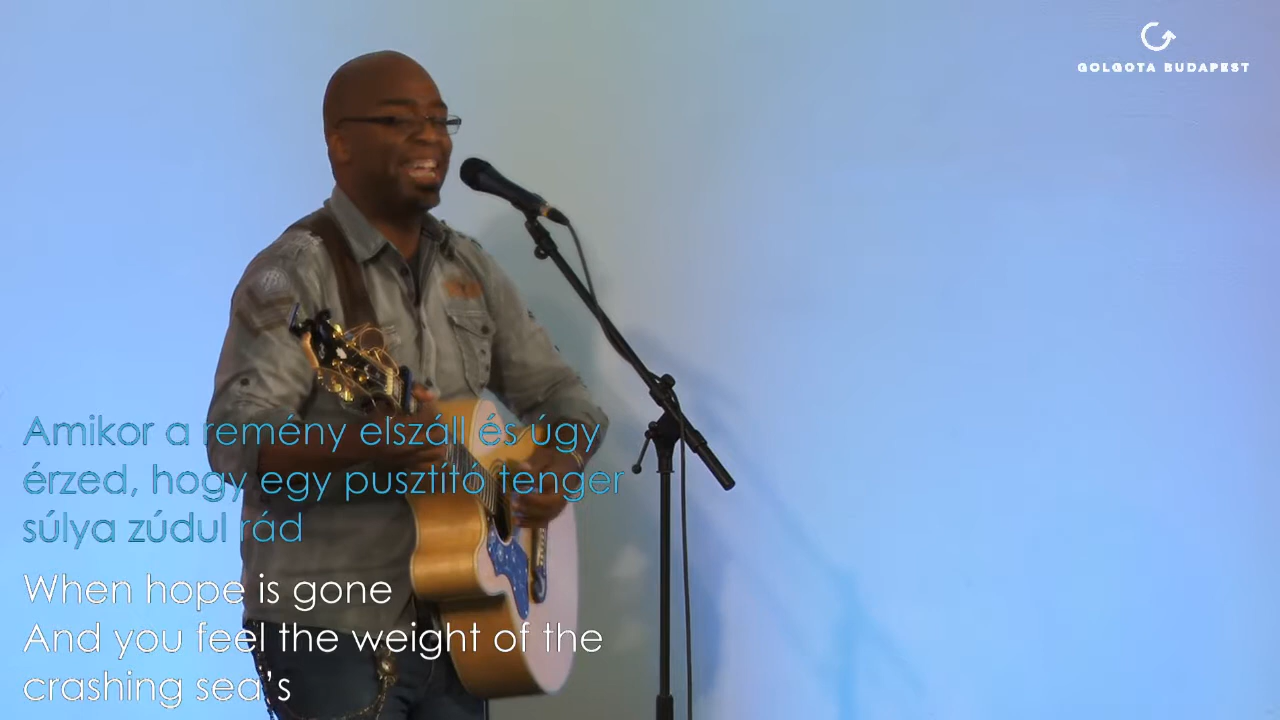 GOLGOTA BUDAPEST
Amikor a remény elszáll és úgy
érzed, hogy egy pusztító tenger
súlya zúdul rád
When hope is gone
And you feel the weight of the
crashing sea's